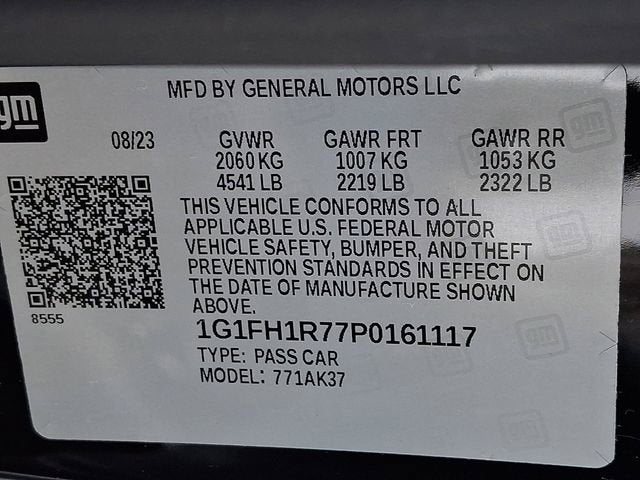 gm
MFD BY GENERAL MOTORS LLC
08/23 GVWR GAWR FRT GAWR RR
2060 KG 1007 KG 1053 KG
4541 LB 2219 LB 2322 LB
THIS VEHICLE CONFORMS TO ALL
APPLICABLE U.S. FEDERAL MOTOR
VEHICLE SAFETY, BUMPER, AND THEFT
PREVENTION STANDARDS IN EFFECT ON
THE DATE OF MANUFACTURE SHOWN
ABOVE.
8555
1G1FH1R77P0161117
TYPE: PASS CAR
MODEL: 771AK37